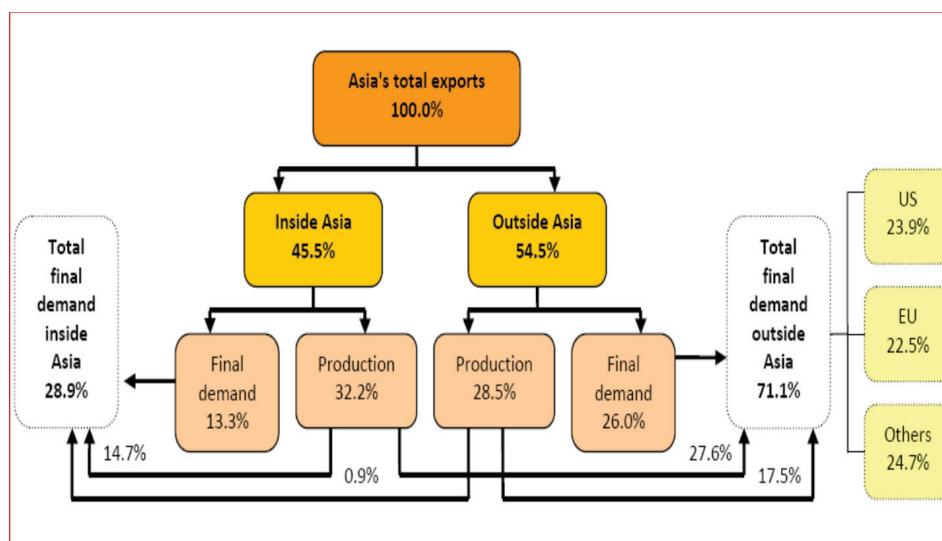 Asia's total exports
100.0%
Inside Asia
45.5%
Outside Asia
54.5%
Total
final
demand
inside
Asia
28.9%
Final
demand
13.3%
Production
32.2%
Production
28.5%
Final
demand
26.0%
Total
final
demand
outside
Asia
71.1%
US
23.9%
EU
22.5%
Others
24.7%
14.7%
0.9%
27.6%
17.5%